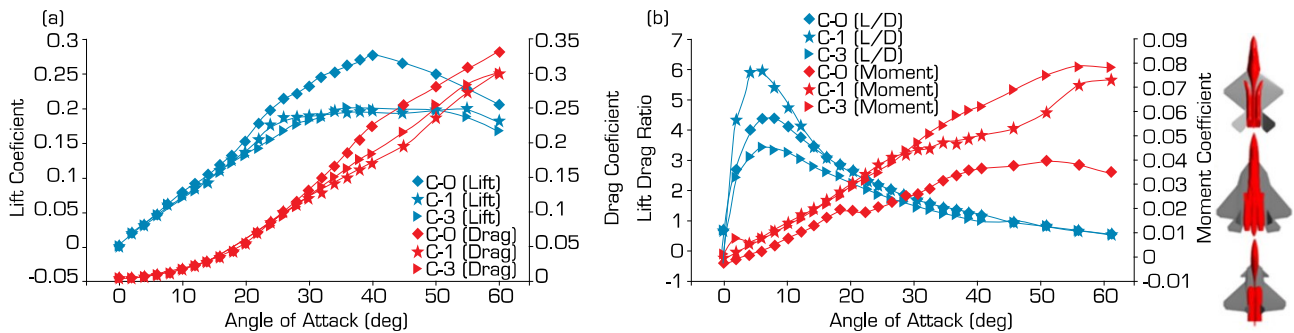 (a)
0.3
0.25
0.2
0.15
0.1
0.05
0
-0.05
Lift Coeficient
0.35
0.3
0.25
0.2
0.15
0.1
0.05
0
Drag Coeficient
C-0 (Lift)
C-1 (Lift)
C-3 (Lift)
C-0 (Drag)
C-1 (Drag)
C-3 (Drag)
0 10 20 30 40 50 60
Angle of Attack (deg)
(b)
C-0 (L/D)
C-1 (L/D)
C-3 (L/D)
C-0 (Moment)
C-1 (Moment)
C-3 (Moment)
7
6
5
4
3
2
1
0
-1
Lift Drag Ratio
0.09
0.08
0.07
0.06
0.05
0.04
0.03
0.02
0.01
0
-0.01
Moment Coefficient
0 10 20 30 40 50 60
Angle of Attack (deg)